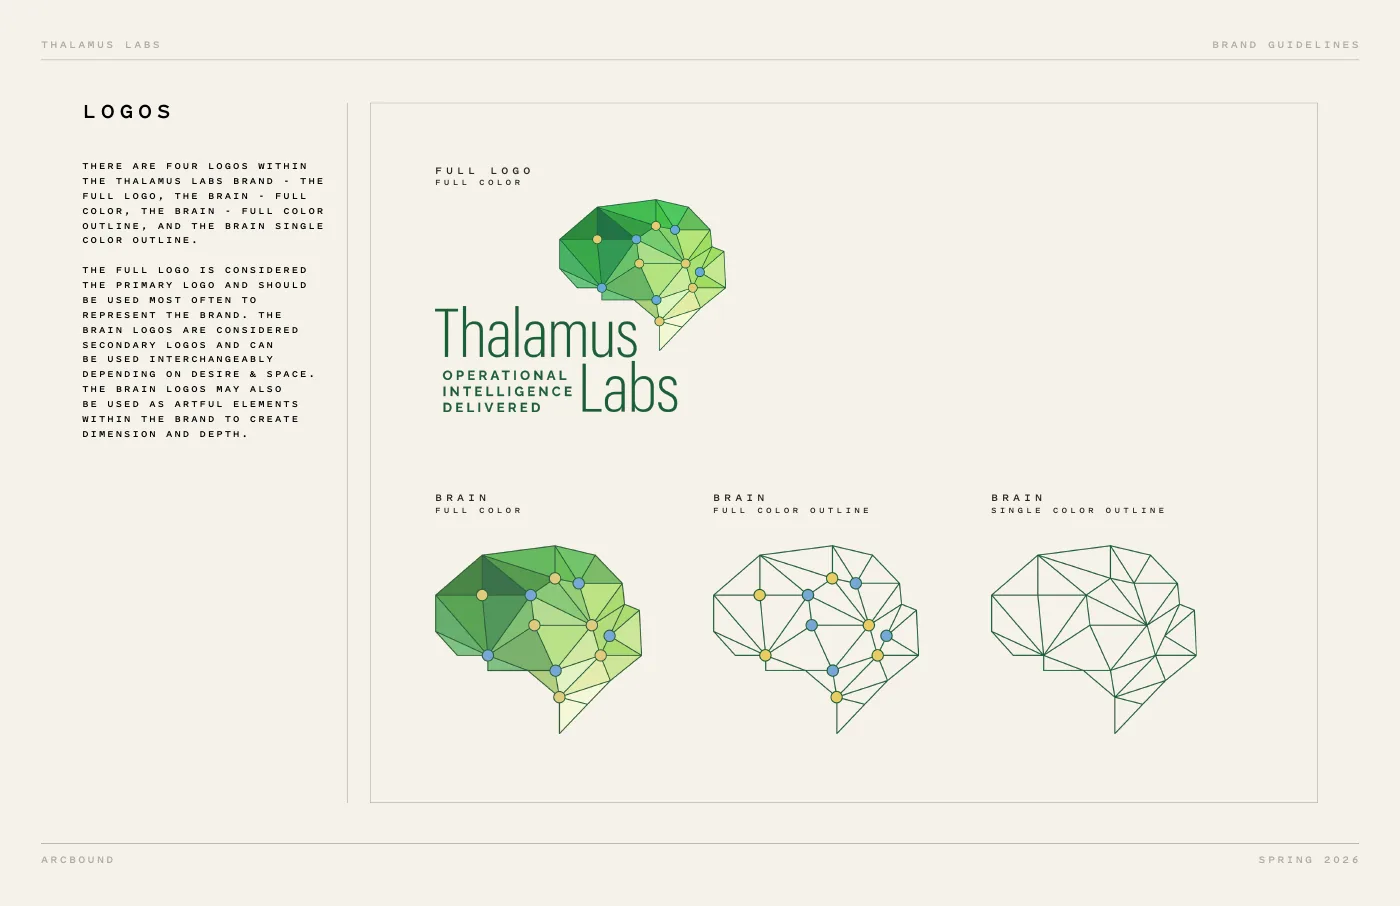 THALAMUS LABS
BRAND GUIDELINES
LOGOS
THERE ARE FOUR LOGOS WITHIN
THE THALAMUS LABS BRAND - THE
FULL LOGO, THE BRAIN - FULL
COLOR, THE BRAIN - FULL COLOR
OUTLINE, AND THE BRAIN SINGLE
COLOR OUTLINE.
THE FULL LOGO IS CONSIDERED
THE PRIMARY LOGO AND SHOULD
BE USED MOST OFTEN TO
REPRESENT THE BRAND. THE
BRAIN LOGOS ARE CONSIDERED
SECONDARY LOGOS AND CAN
BE USED INTERCHANGEABLY
DEPENDING ON DESIRE & SPACE.
THE BRAIN LOGOS MAY ALSO
BE USED AS ARTFUL ELEMENTS
WITHIN THE BRAND TO CREATE
DIMENSION AND DEPTH.
FULL LOGO
FULL COLOR
Thalamus
Labs
OPERATIONAL
INTELLIGENCE
DELIVERED
BRAIN
FULL COLOR
BRAIN
FULL COLOR OUTLINE
BRAIN
SINGLE COLOR OUTLINE
ARCBOUND
SPRING 2026